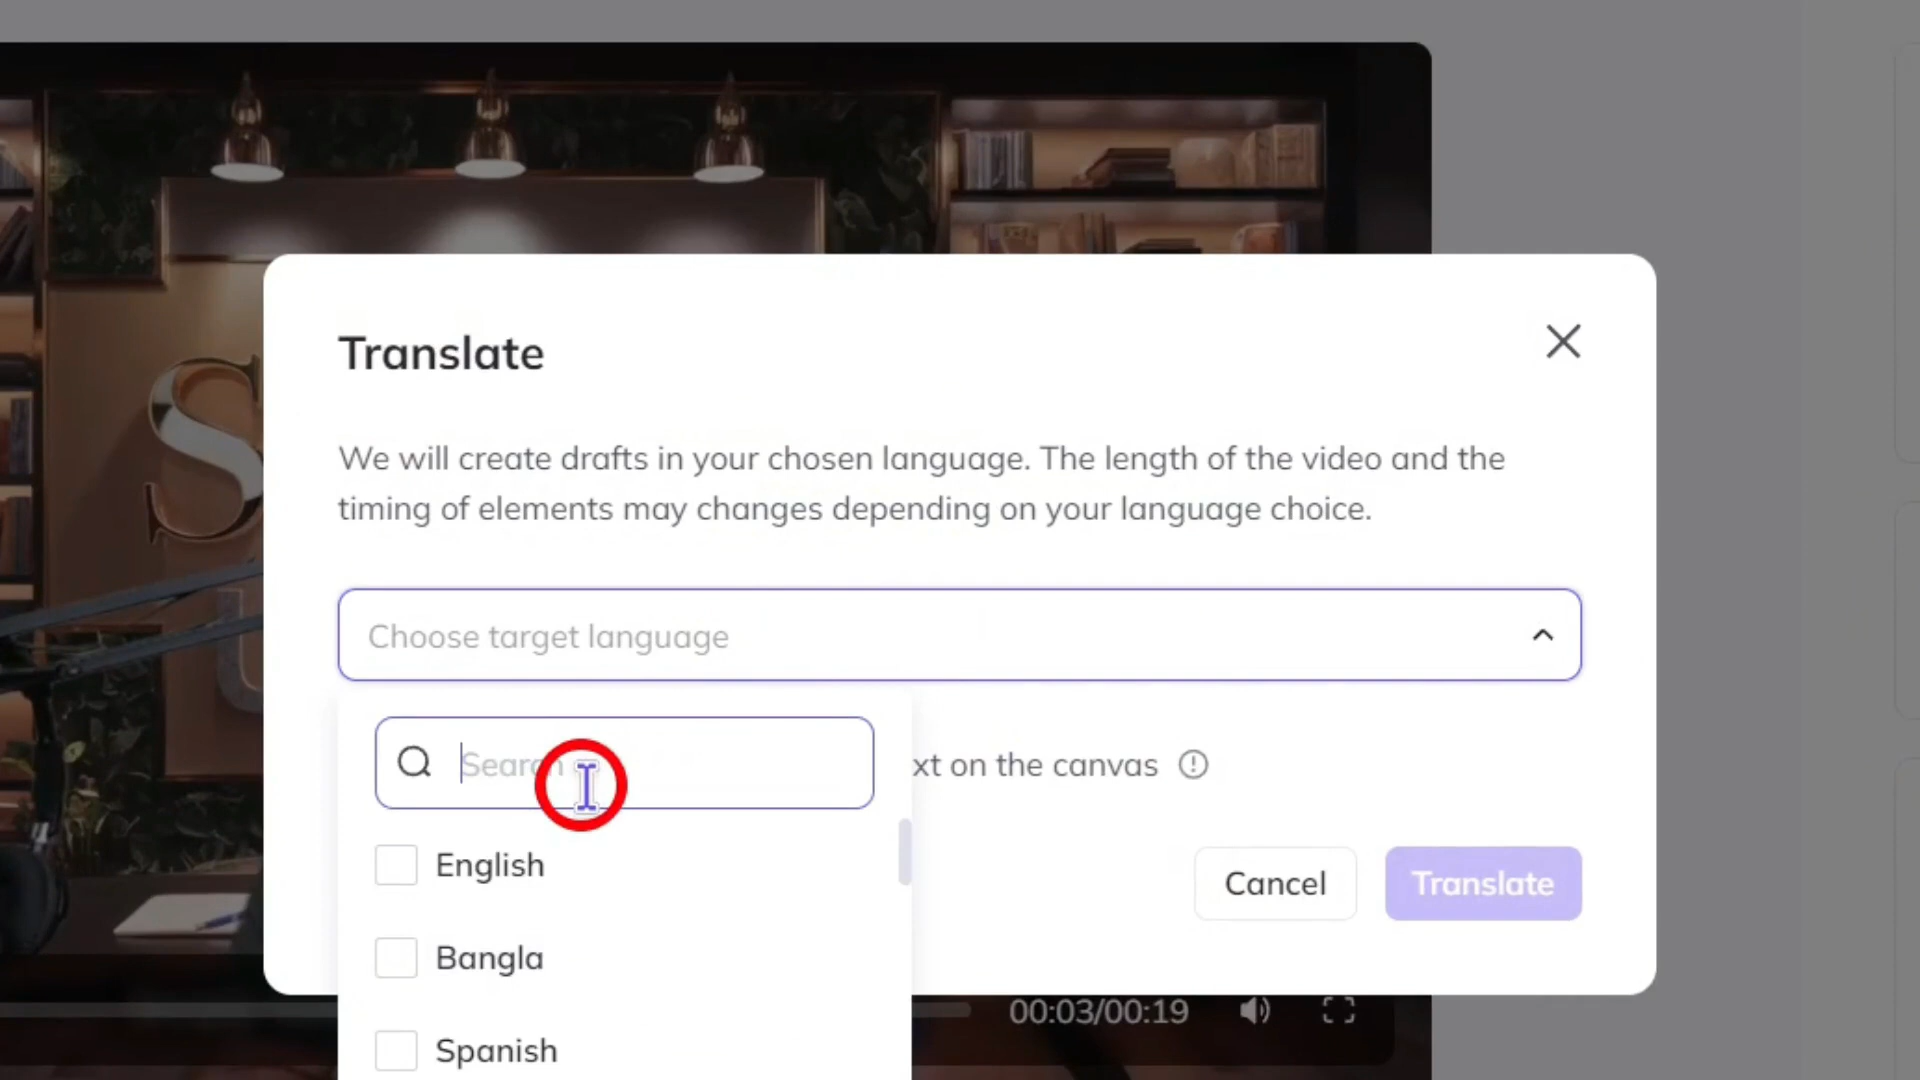 Translate
We will create drafts in your chosen language. The length of the video and the
timing of elements may changes depending on your language choice.
Choose target language
Search
xt on the canvas
English
Cancel
Translate
Bangla
Spanish
00:03/00:19
S
U